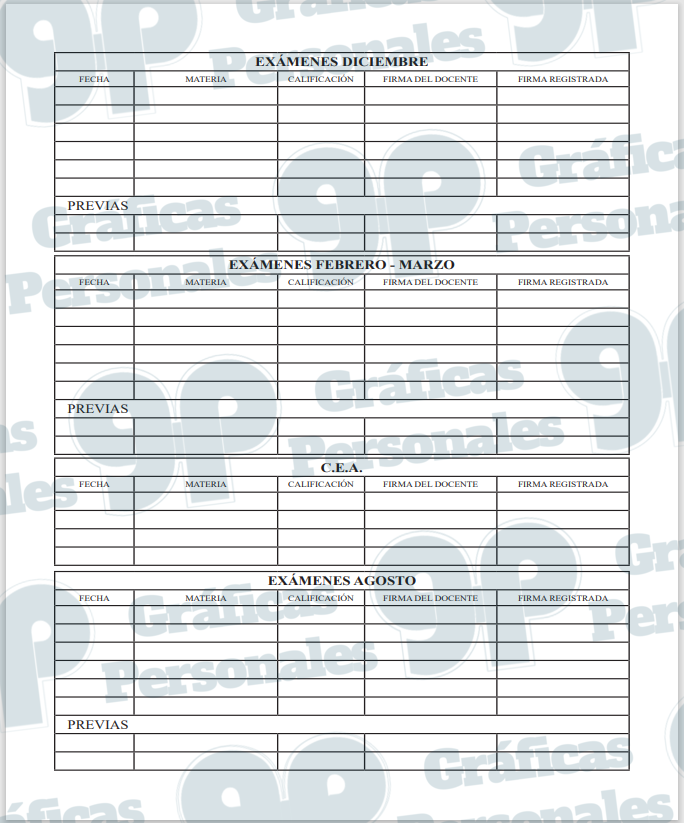 EXÁMENES DICIEMBRE
FECHA MATERIA CALIFICACIÓN FIRMA DEL DOCENTE FIRMA REGISTRADA
PREVIAS
EXÁMENES FEBRERO - MARZO
FECHA MATERIA CALIFICACIÓN FIRMA DEL DOCENTE FIRMA REGISTRADA
PREVIAS
C.E.A.
FECHA MATERIA CALIFICACIÓN FIRMA DEL DOCENTE FIRMA REGISTRADA
EXÁMENES AGOSTO
FECHA MATERIA CALIFICACIÓN FIRMA DEL DOCENTE FIRMA REGISTRADA
PREVIAS
gp Gráficas
Personales